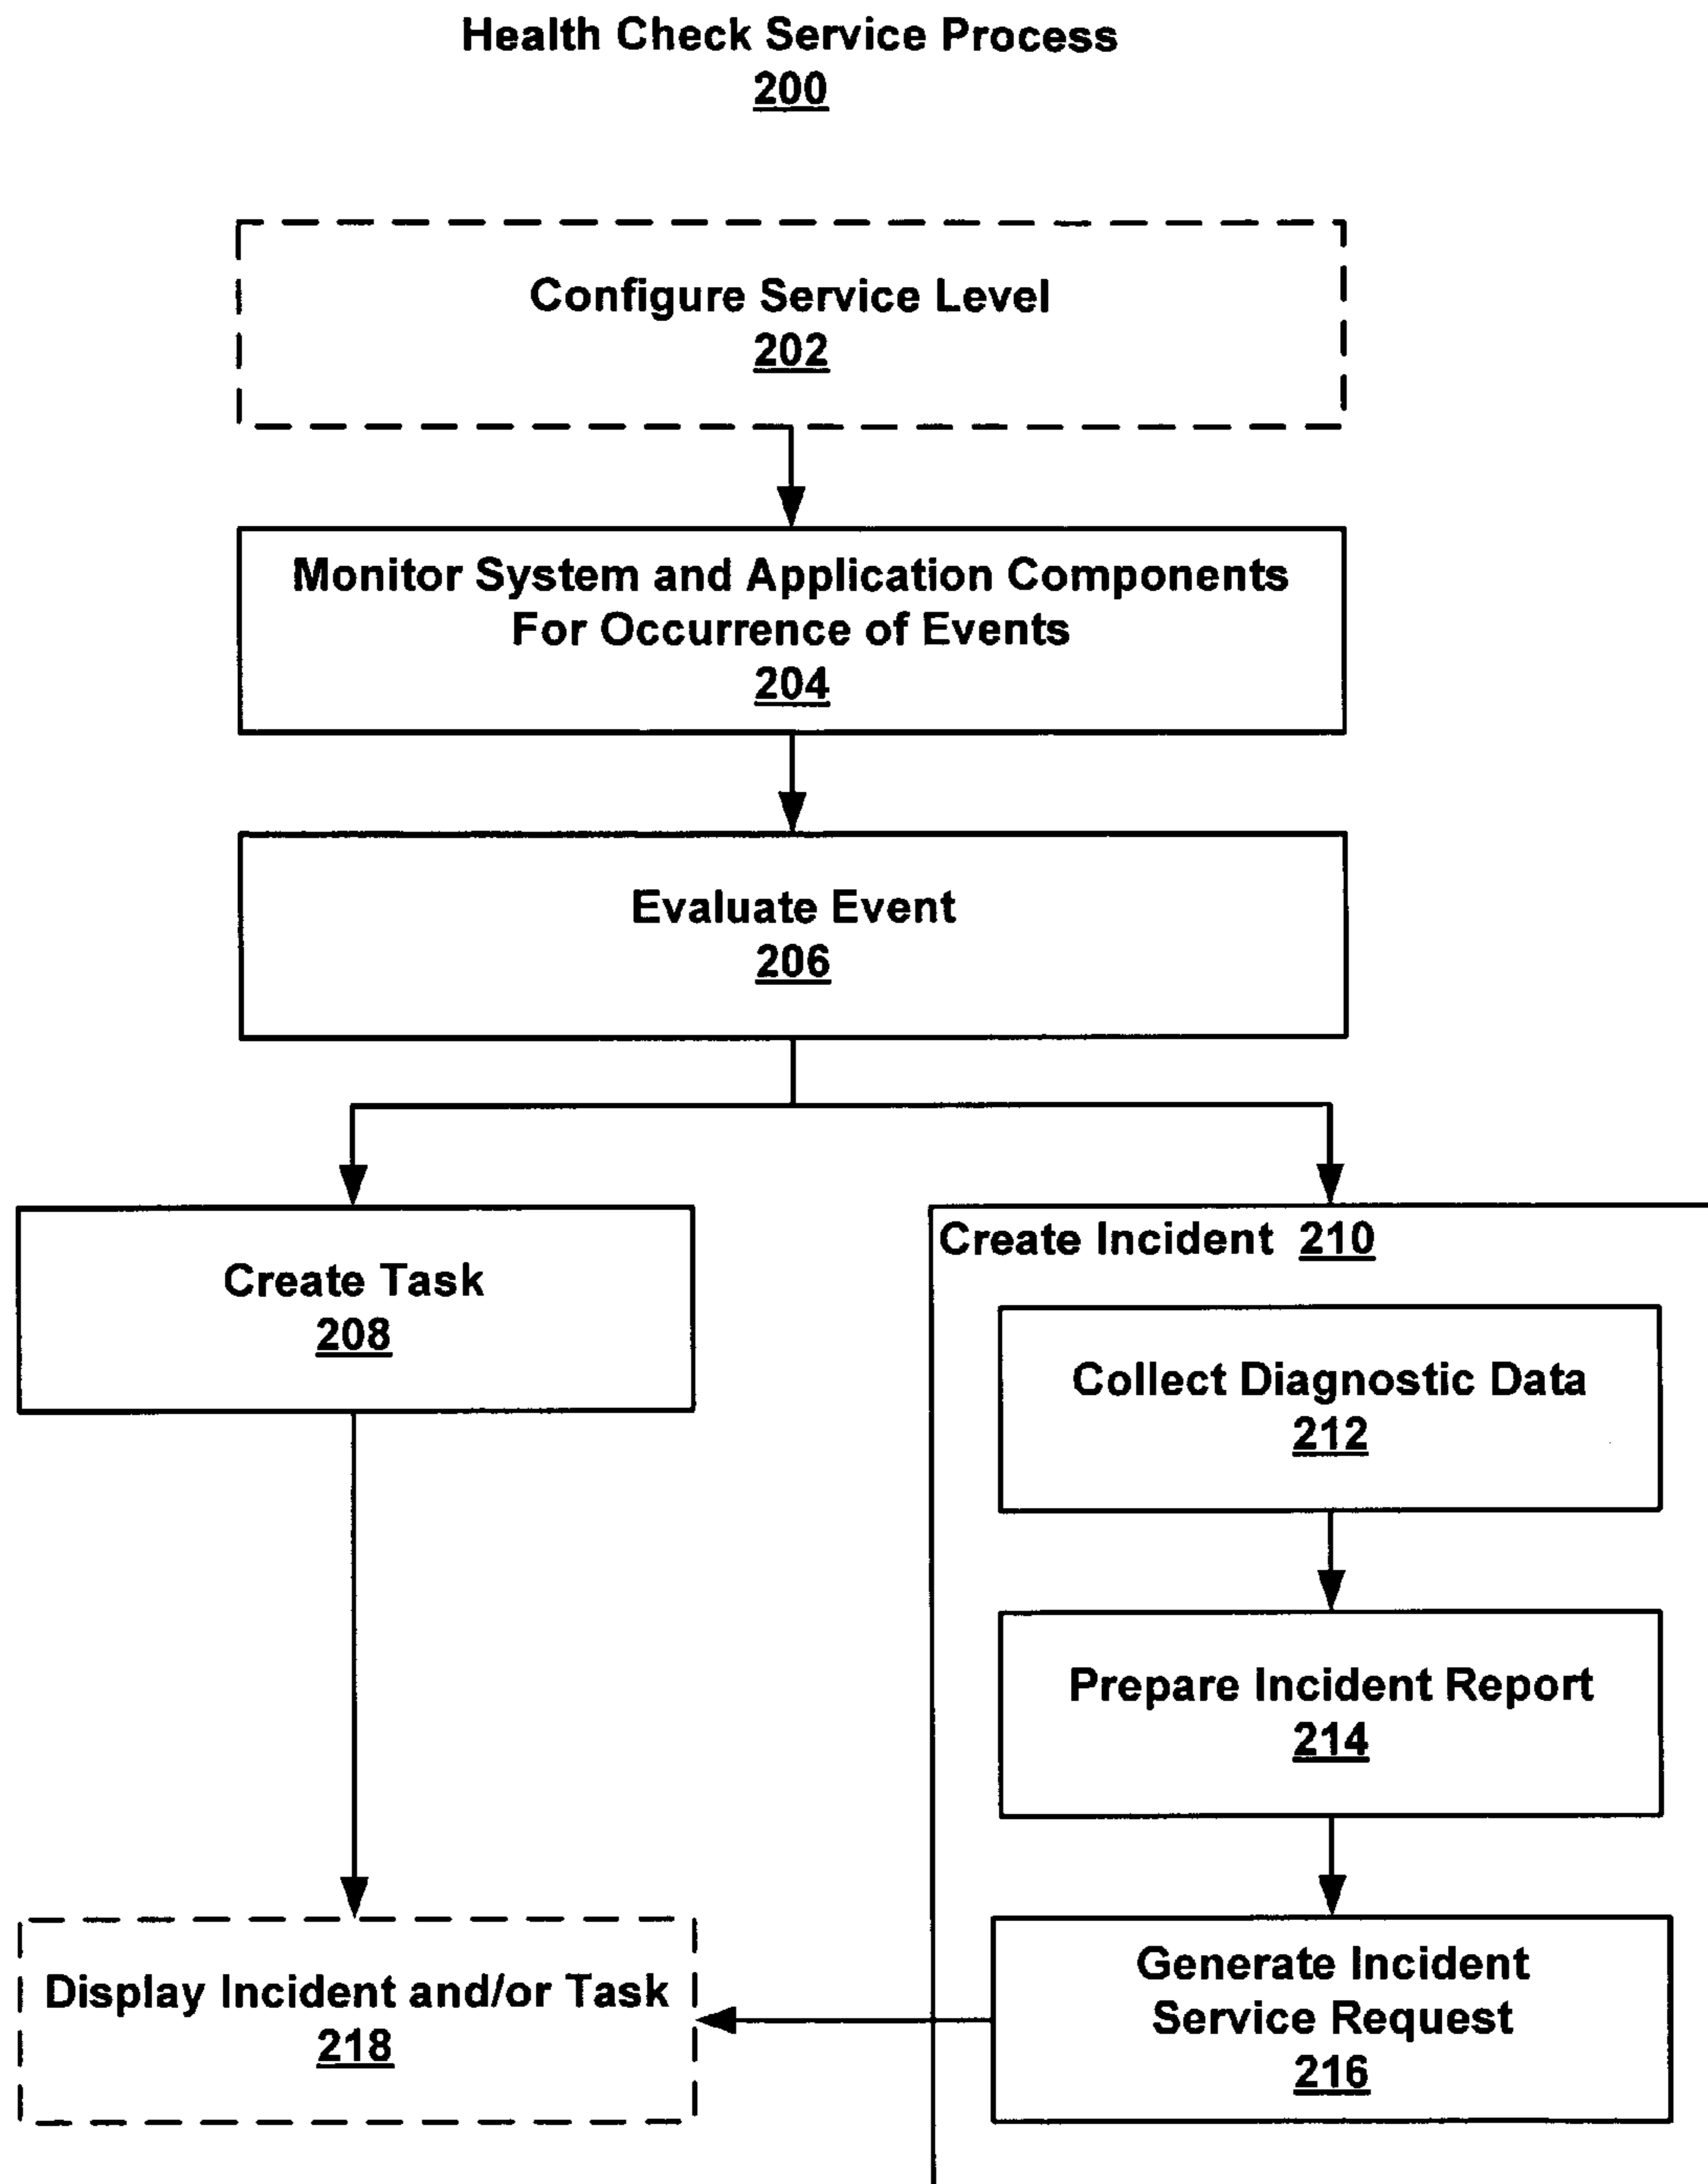 Health Check Service Process
200
Configure Service Level
202
Monitor System and Application Components
For Occurrence of Events
204
Evaluate Event
206
Create Task
208
Create Incident 210
Collect Diagnostic Data
212
Prepare Incident Report
214
Generate Incident
Service Request
216
Display Incident and/or Task
218